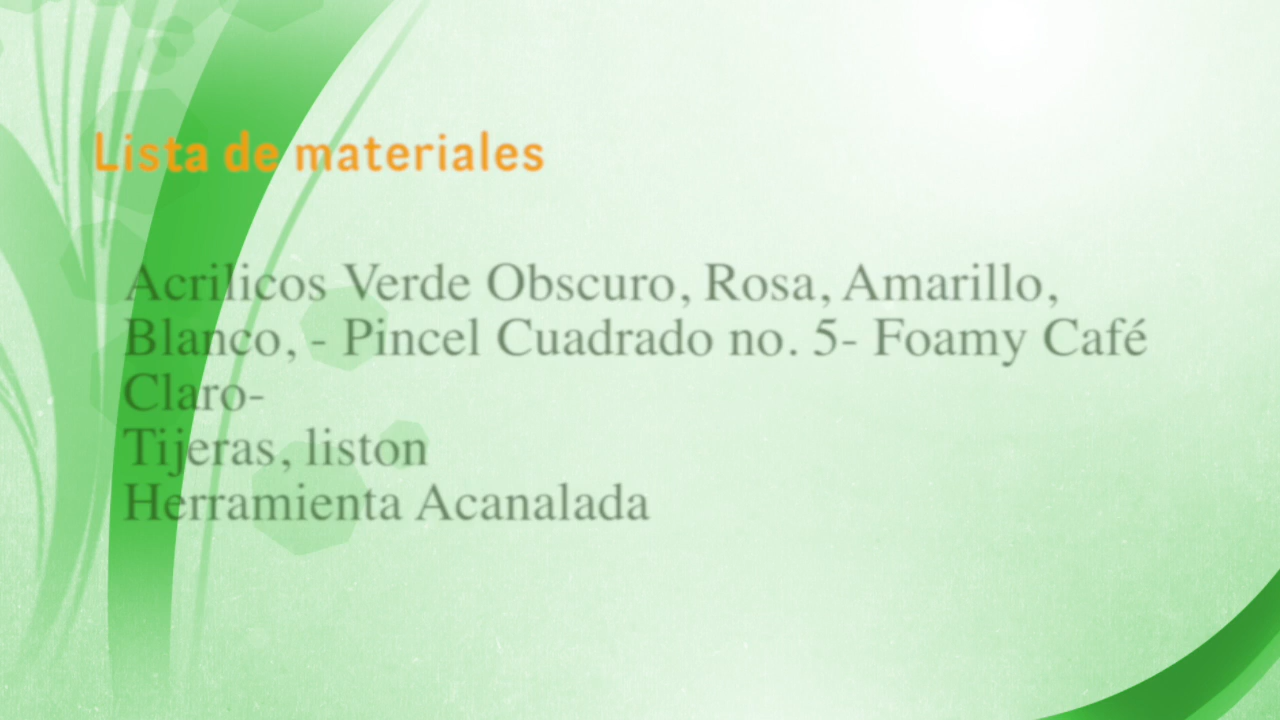 Lista de materiales
Acrilicos Verde Obscuro, Rosa, Amarillo,
Blanco, - Pincel Cuadrado no. 5- Foamy Café
Claro-
Tijeras, liston
Herramienta Acanalada